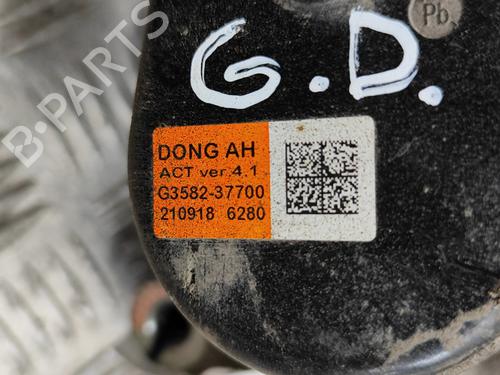 Pb
G.D.
B-PARTS
DONG AH
ACT ver.4.1
G3582-37700
210918 6280